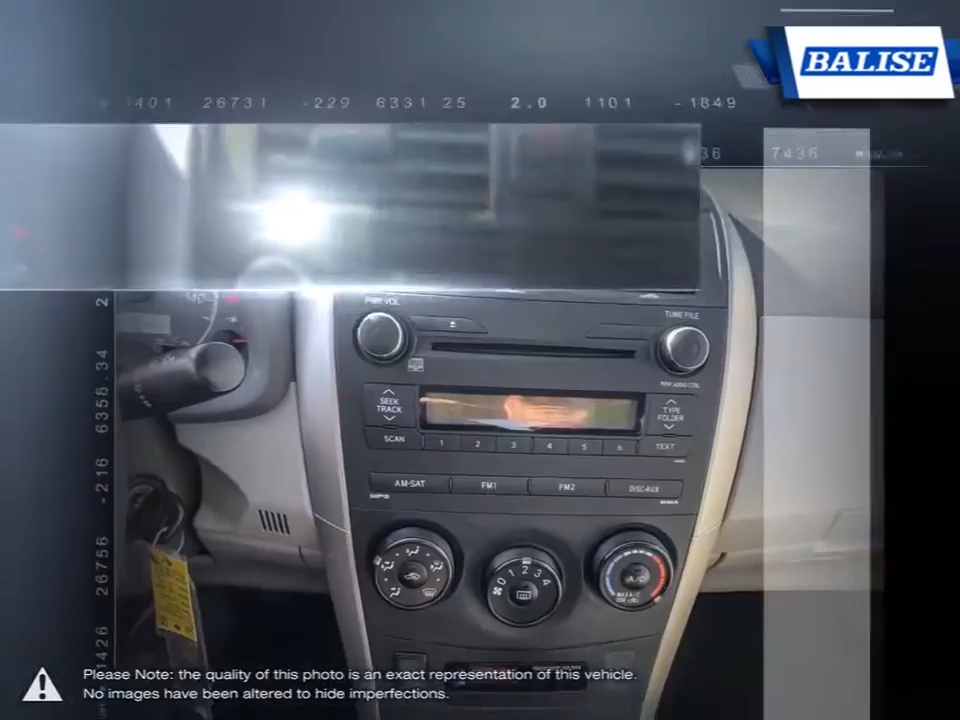 BALISE
1401 26731 -229 6331 25 2.0 1101 -1849
36 7436
2
6356.34
-216
26756
1426
PWR·VOL
TUNE·FILE
SEEK
TRACK
TYPE
FOLDER
SCAN
1 2 3 4 5 6
TEXT
AM·SAT FM1 FM2 DISC·AUX
0 1 2 3 4
A/C
MAX A/C
Please Note: the quality of this photo is an exact representation of this vehicle.
No images have been altered to hide imperfections.